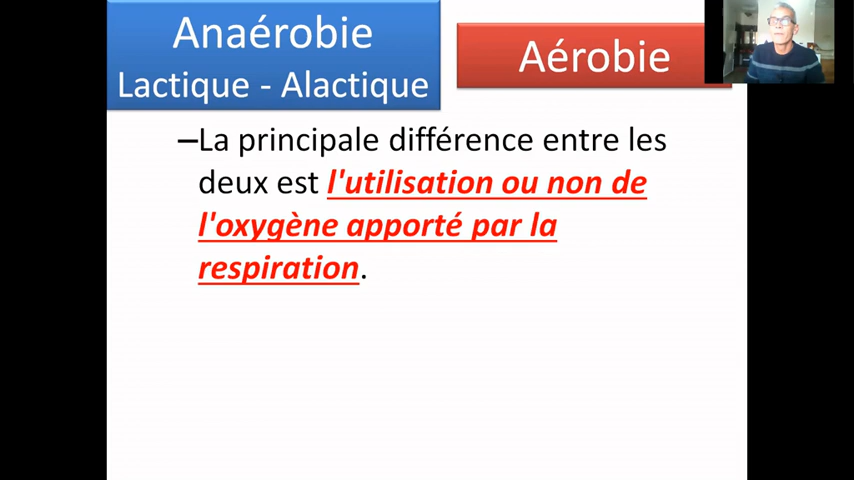 Anaérobie
Lactique - Alactique
Aérobie
–La principale différence entre les
deux est l'utilisation ou non de
l'oxygène apporté par la
respiration.